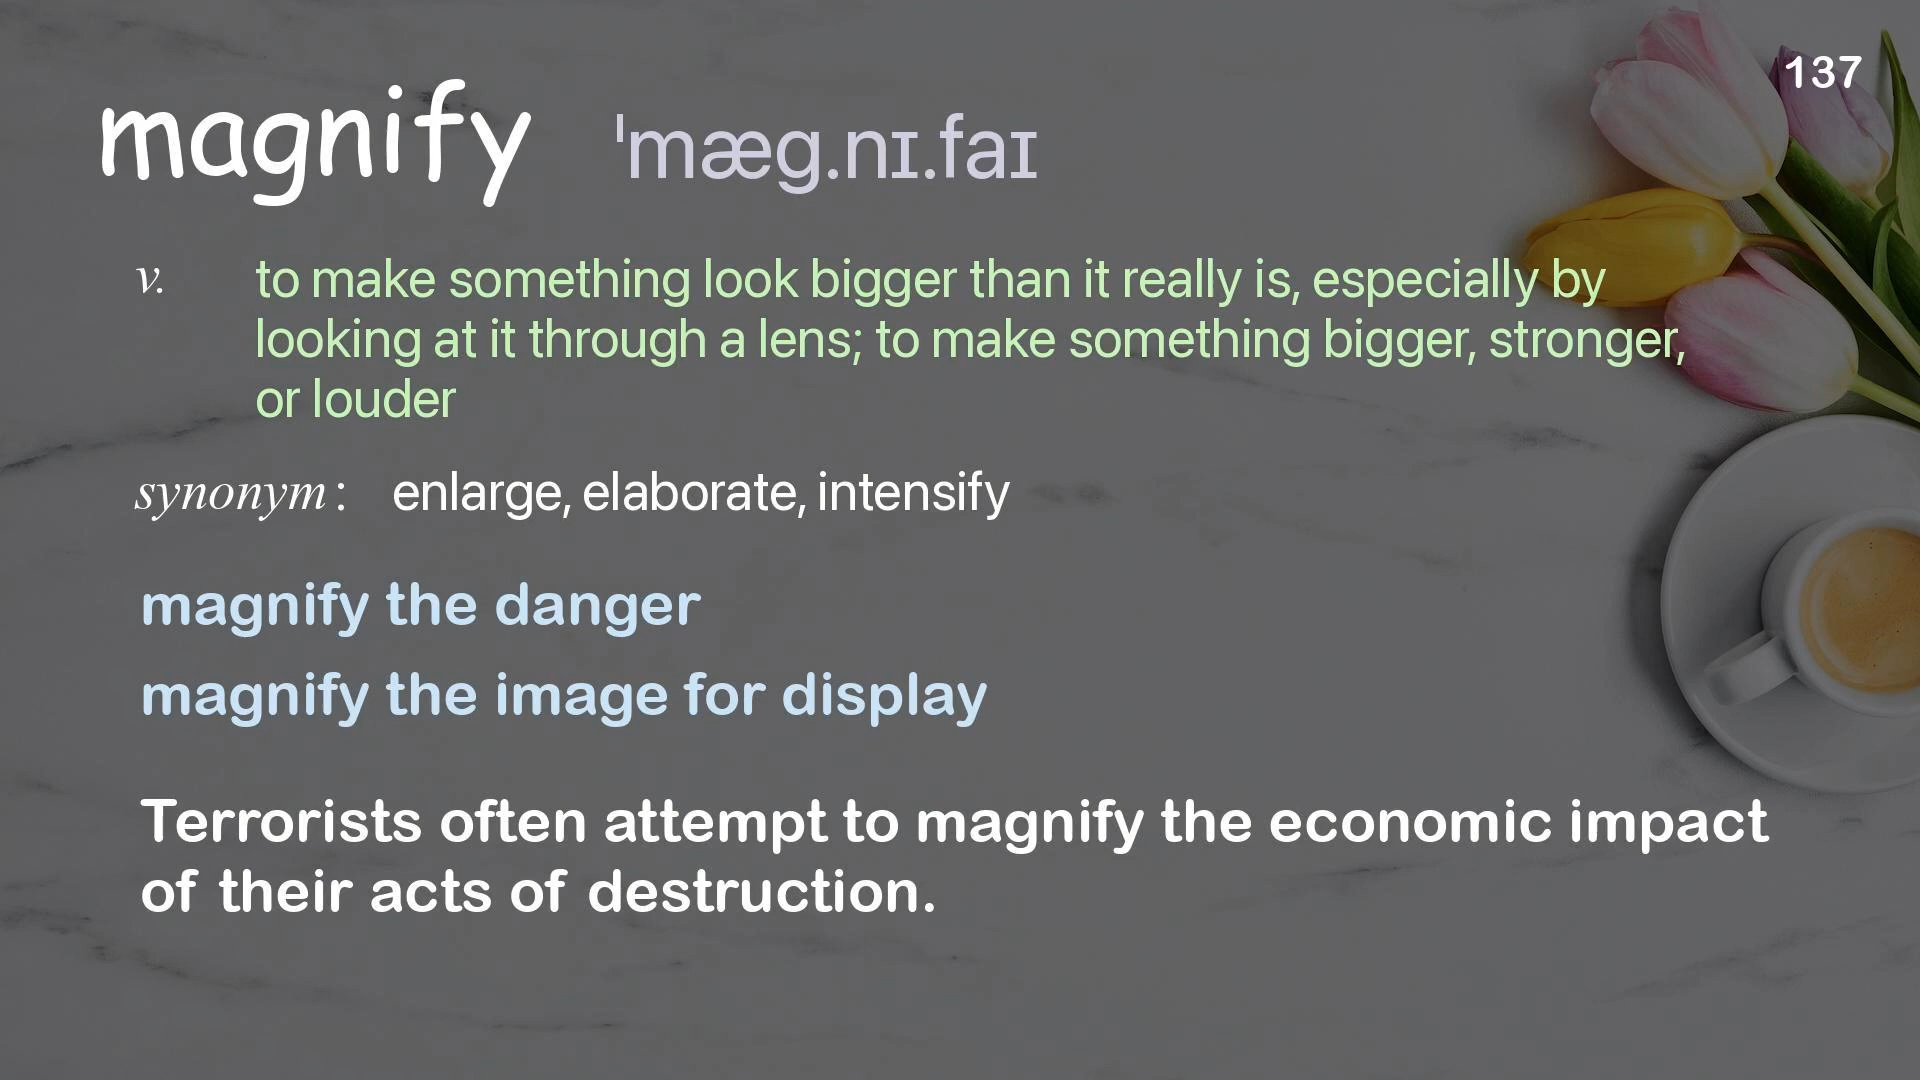 137
magnify ˈmæg.nɪ.faɪ
v. to make something look bigger than it really is, especially by
looking at it through a lens; to make something bigger, stronger,
or louder
synonym : enlarge, elaborate, intensify
magnify the danger
magnify the image for display
Terrorists often attempt to magnify the economic impact
of their acts of destruction.